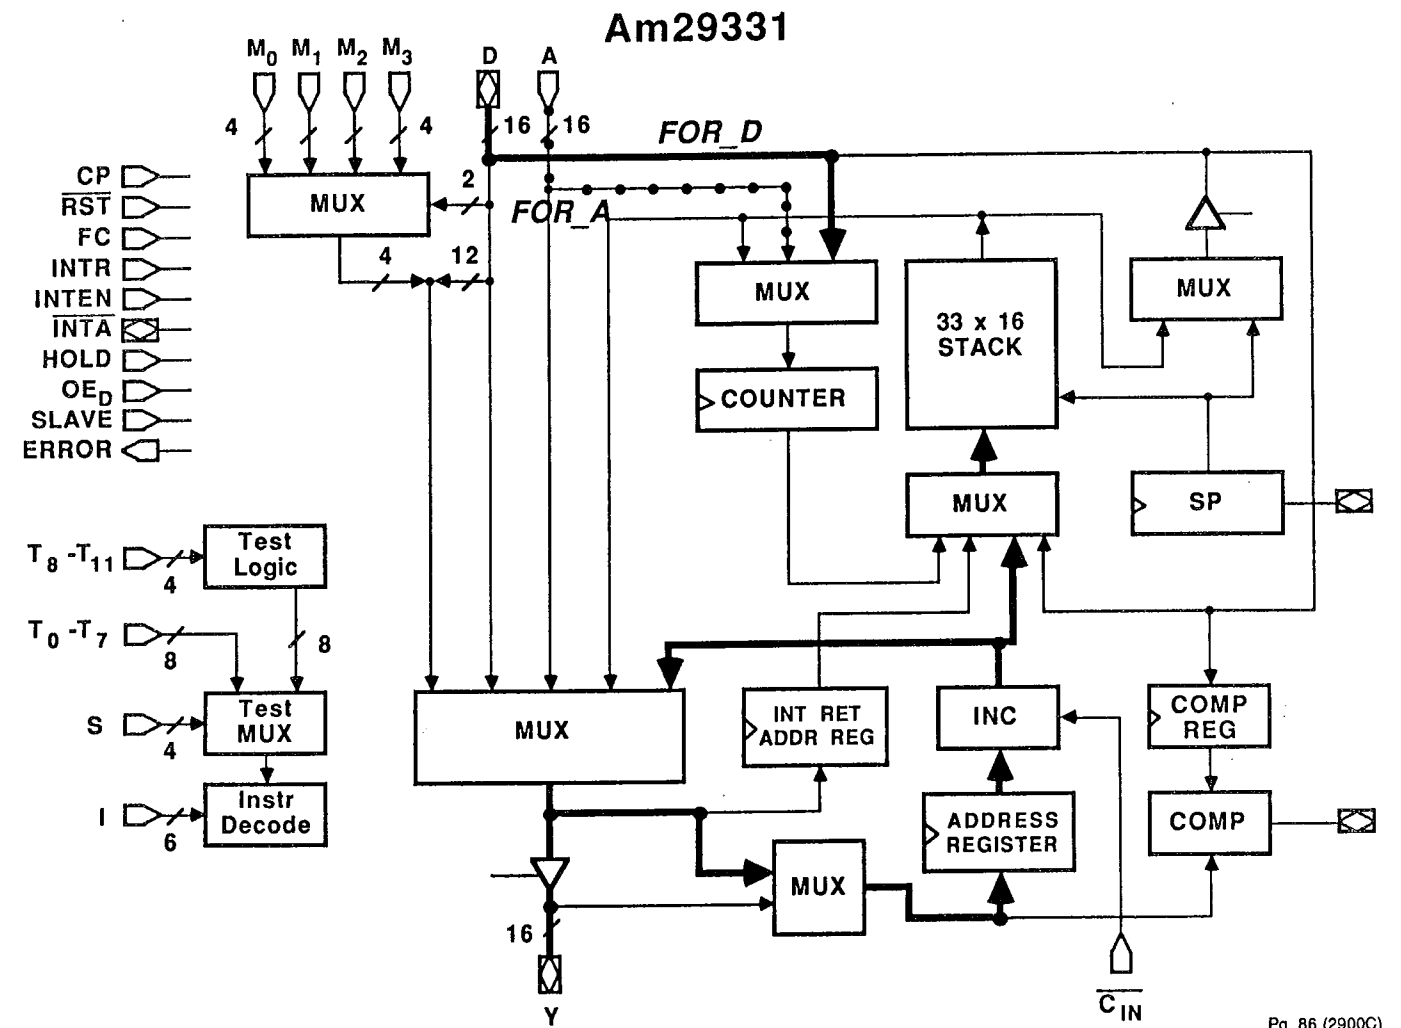 Am29331
M0 M1 M2 M3
D
A
4
4
16
16
FOR_D
MUX
2
FOR_A
4
12
CP
RST
FC
INTR
INTEN
INTA
HOLD
OED
SLAVE
ERROR
MUX
33 x 16
STACK
MUX
COUNTER
MUX
SP
T8 -T11
4
Test
Logic
T0 -T7
8
8
S
4
Test
MUX
I
6
Instr
Decode
MUX
INT RET
ADDR REG
INC
COMP
REG
ADDRESS
REGISTER
COMP
MUX
16
Y
CIN
Pg. 86 (2900C)